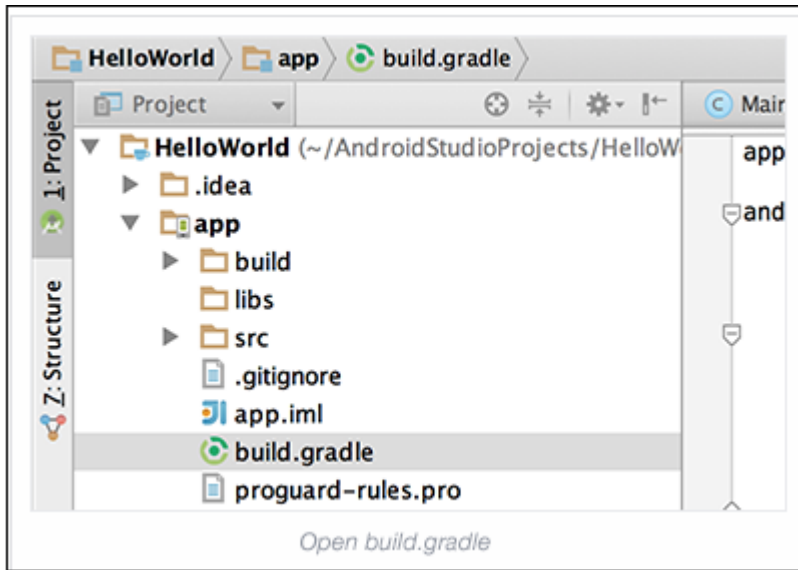 HelloWorld app build.gradle
1: Project
Z: Structure
Project
HelloWorld (~/AndroidStudioProjects/HelloW
.idea
app
build
libs
src
.gitignore
app.iml
build.gradle
proguard-rules.pro
C Mair
app
and
Open build.gradle